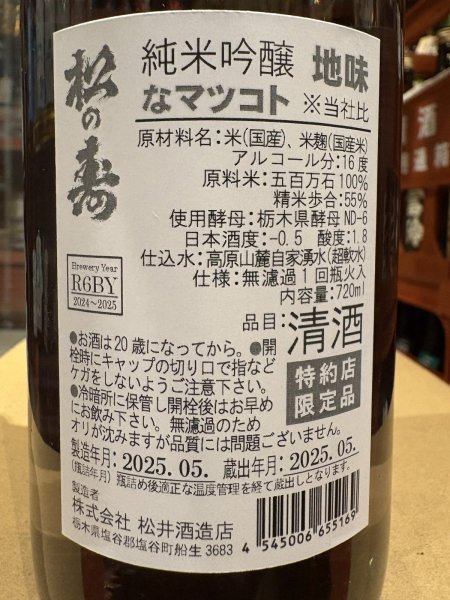 松の寿
純米吟醸 地味
なマツコト ※当社比
原材料名：米(国産)、米麹(国産米)
アルコール分：16度
原料米：五百万石100%
精米歩合：55%
使用酵母：栃木県酵母 ND-6
日本酒度：-0.5 酸度：1.8
仕込水：高原山麓自家湧水(超軟水)
仕様：無濾過1回瓶火入
内容量：720ml
Brewery Year
R6BY
2024～2025
品目：清酒
特約店
限定品
●お酒は20歳になってから。●開
栓時にキャップの切り口で指など
ケガをしないようご注意下さい。
●冷暗所に保管し開栓後はお早め
にお飲み下さい。無濾過のため
オリが沈みますが品質には問題ございません。
製造年月：2025.05. 蔵出年月：2025.05.
(瓶詰年月) 瓶詰め後適正な温度管理を経て蔵出しとなります。
製造者
株式会社 松井酒造店
栃木県塩谷郡塩谷町船生3683
4 545006 655169
酒